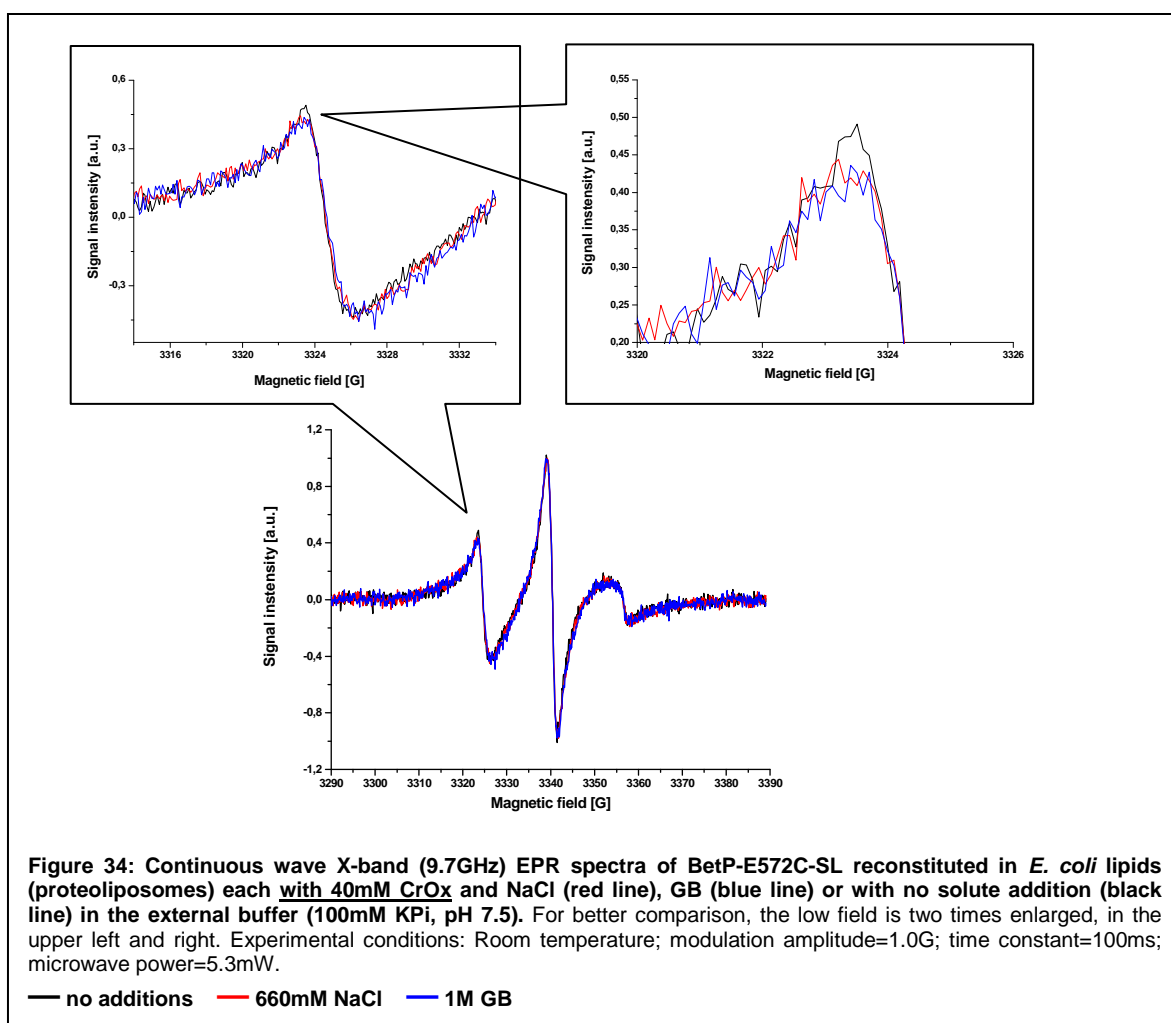 0,6
0,3
0,0
-0,3
Signal instensity [a.u.]
3316 3320 3324 3328 3332
Magnetic field [G]
0,55
0,50
0,45
0,40
0,35
0,30
0,25
0,20
Signal instensity [a.u.]
3320 3322 3324 3326
Magnetic field [G]
1,2
0,8
0,4
0,0
-0,4
-0,8
-1,2
Signal instensity [a.u.]
3290 3300 3310 3320 3330 3340 3350 3360 3370 3380 3390
Magnetic field [G]
Figure 34: Continuous wave X-band (9.7GHz) EPR spectra of BetP-E572C-SL reconstituted in E. coli lipids
(proteoliposomes) each with 40mM CrOx and NaCl (red line), GB (blue line) or with no solute addition (black
line) in the external buffer (100mM KPi, pH 7.5). For better comparison, the low field is two times enlarged, in the
upper left and right. Experimental conditions: Room temperature; modulation amplitude=1.0G; time constant=100ms;
microwave power=5.3mW.
no additions 660mM NaCl 1M GB